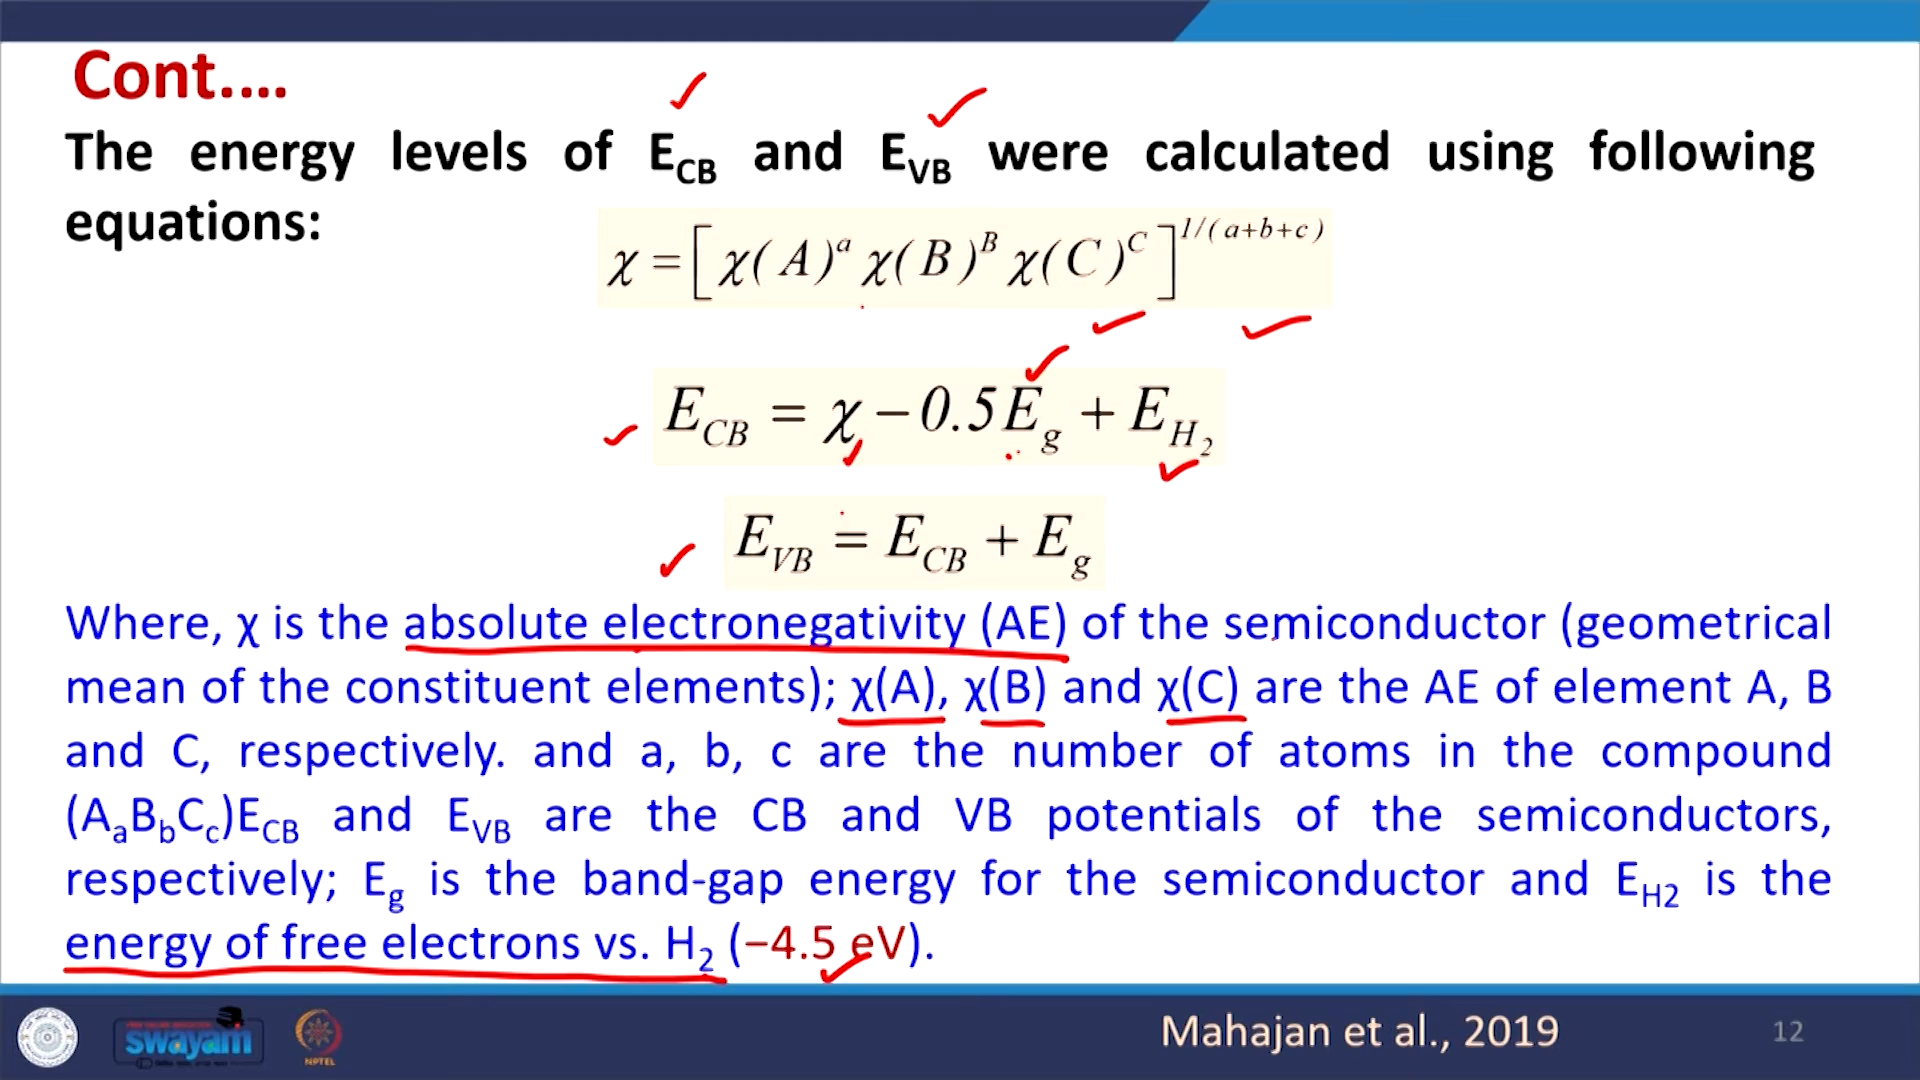 Cont....
The energy levels of E_CB and E_VB were calculated using following
equations:
χ = [χ(A)^a χ(B)^B χ(C)^C]^1/(a+b+c)
E_CB = χ − 0.5E_g + E_H₂
E_VB = E_CB + E_g
Where, χ is the absolute electronegativity (AE) of the semiconductor (geometrical
mean of the constituent elements); χ(A), χ(B) and χ(C) are the AE of element A, B
and C, respectively. and a, b, c are the number of atoms in the compound
(A_aB_bC_c)E_CB and E_VB are the CB and VB potentials of the semiconductors,
respectively; E_g is the band-gap energy for the semiconductor and E_H2 is the
energy of free electrons vs. H₂ (−4.5 eV).
swayam
NPTEL
Mahajan et al., 2019
12